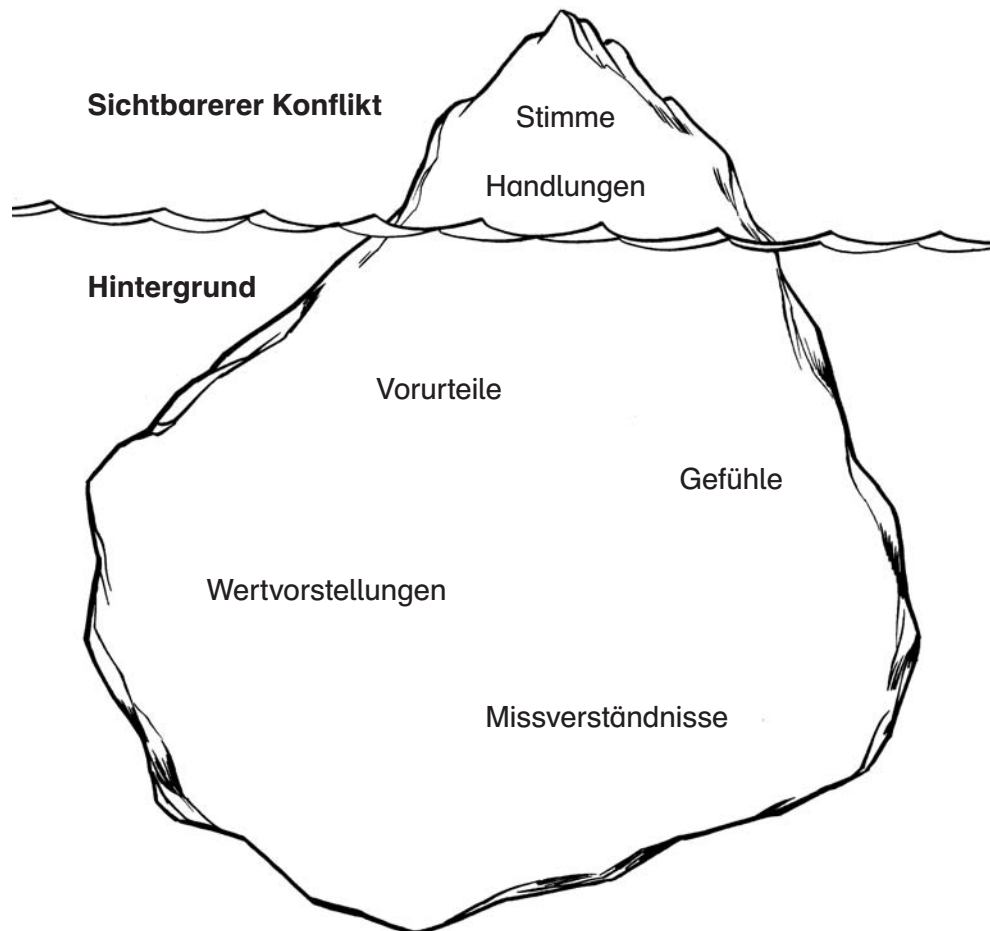 Sichtbarerer Konflikt
Stimme
Handlungen
Hintergrund
Vorurteile
Gefühle
Wertvorstellungen
Missverständnisse